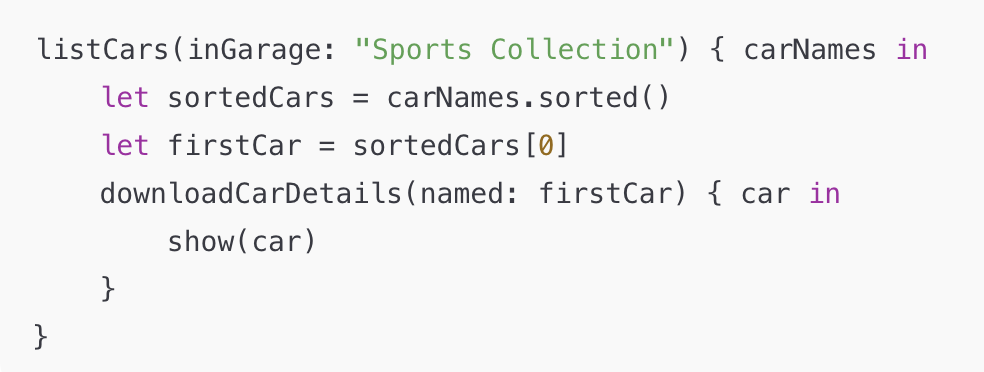 listCars(inGarage: "Sports Collection") { carNames in
    let sortedCars = carNames.sorted()
    let firstCar = sortedCars[0]
    downloadCarDetails(named: firstCar) { car in
        show(car)
    }
}